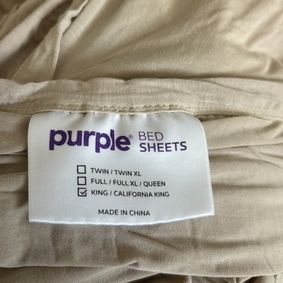 purple® BED
SHEETS
☐ TWIN / TWIN XL
☐ FULL / FULL XL / QUEEN
☑ KING / CALIFORNIA KING
MADE IN CHINA